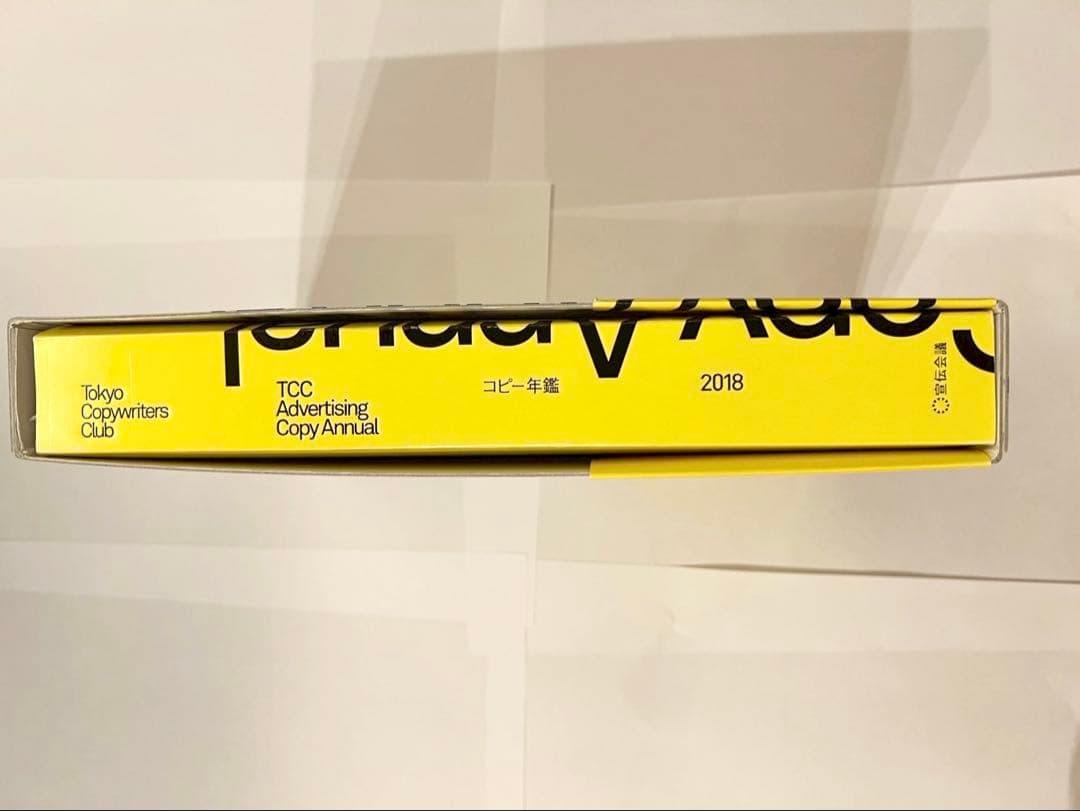 Tokyo
Copywriters
Club
TCC
Advertising
Copy Annual
コピー年鑑
2018
宣伝会議